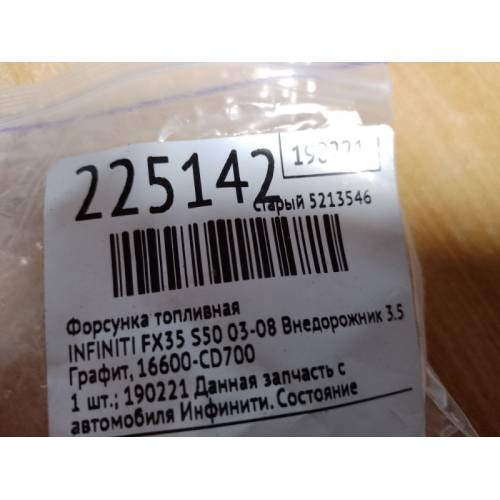 225142
190221
старый 5213546
Форсунка топливная
INFINITI FX35 S50 03-08 Внедорожник 3.5
Графит, 16600-CD700
1 шт.; 190221 Данная запчасть с
автомобиля Инфинити. Состояние